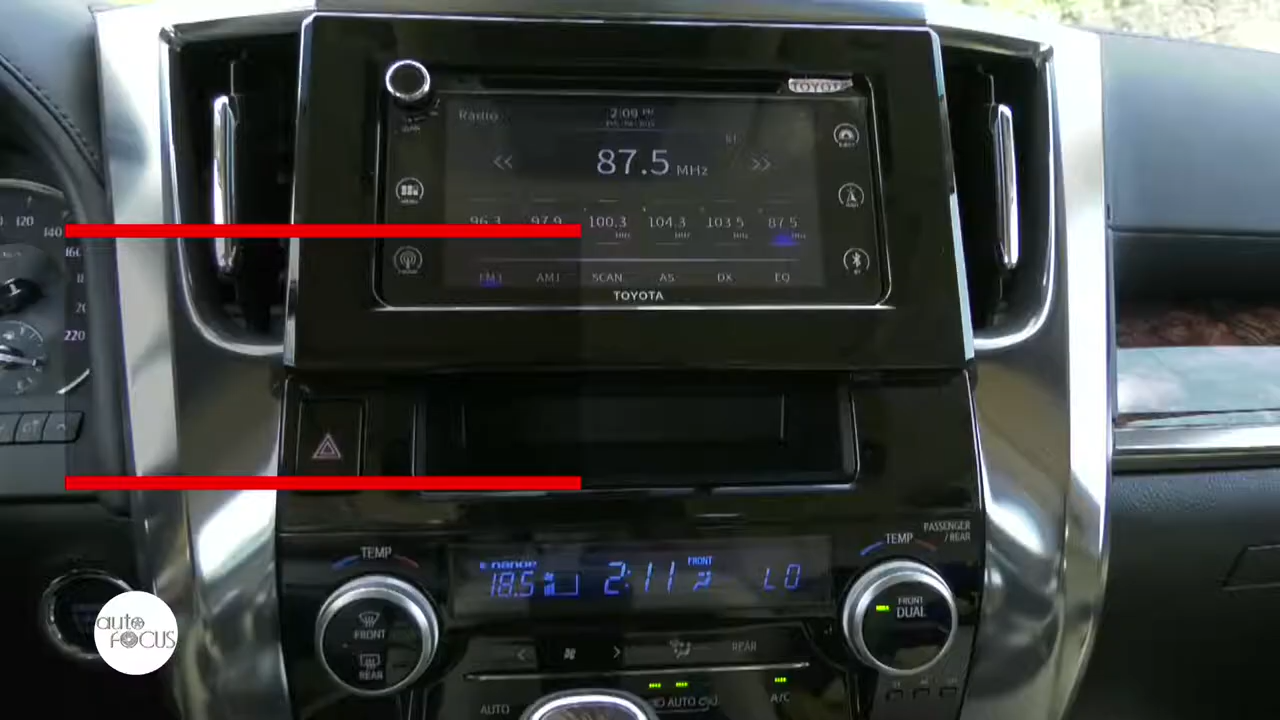 TOYOTA
Radio
2:09 PM
87.5 MHz
MENU
96.3 97.9 100.3 104.3 103.5 87.5
120
140
160
220
FM1 AM1 SCAN AS DX EQ
TOYOTA
TEMP
TEMP
PASSENGER
/ REAR
18.5 2:11 FRONT LO
FRONT
REAR
FRONT
DUAL
REAR
AUTO
A/C
auto
FOCUS